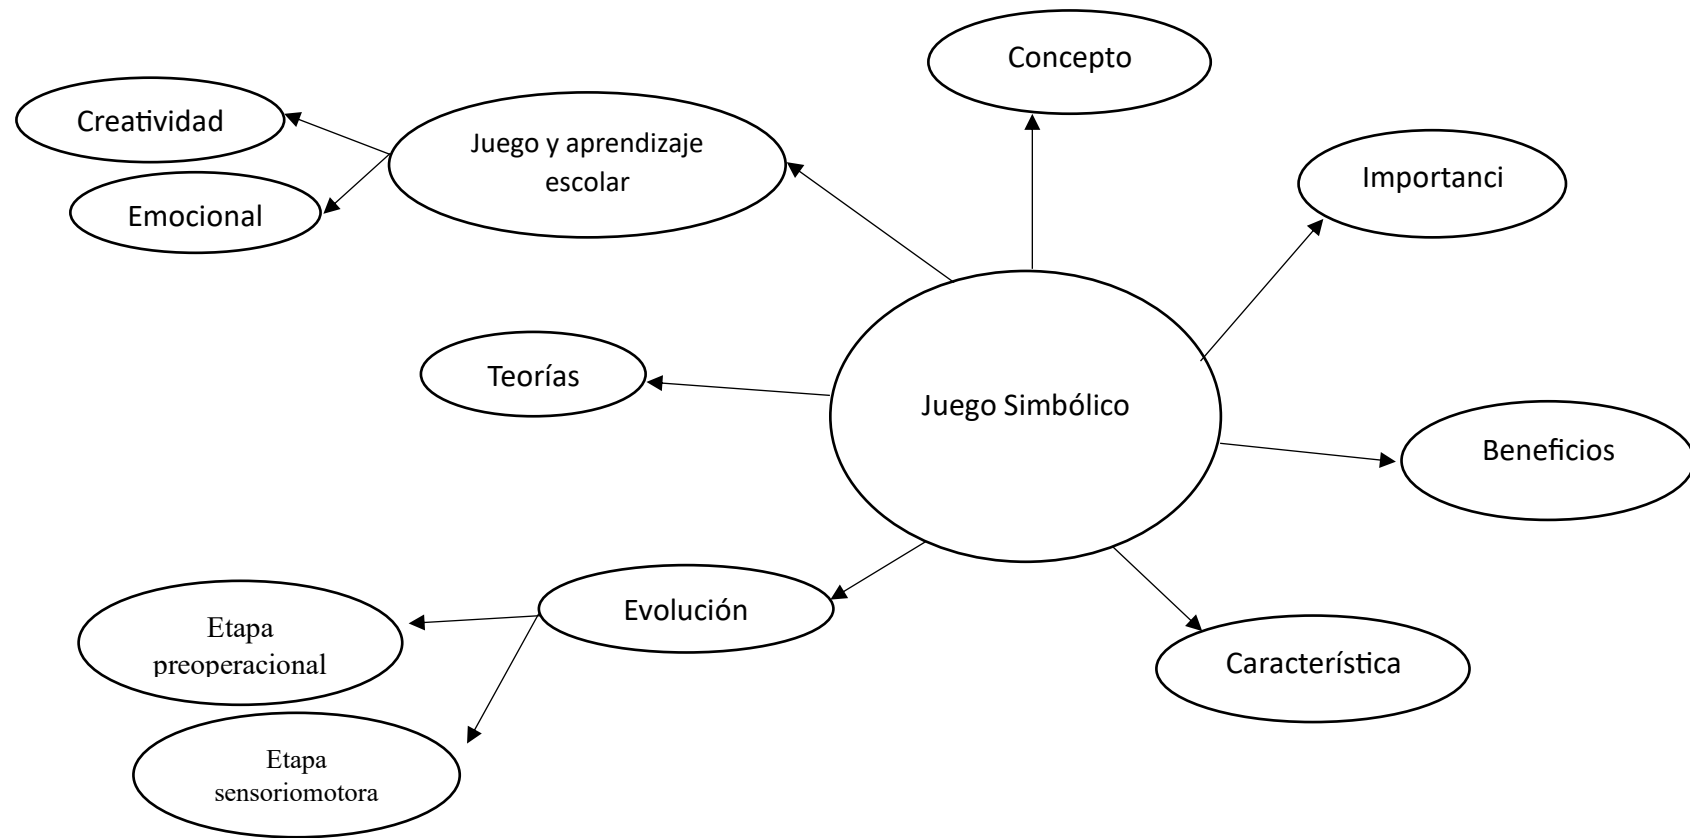 Concepto
Creatividad
Juego y aprendizaje
escolar
Importanci
Emocional
Teorías
Juego Simbólico
Beneficios
Evolución
Etapa
preoperacional
Característica
Etapa
sensoriomotora